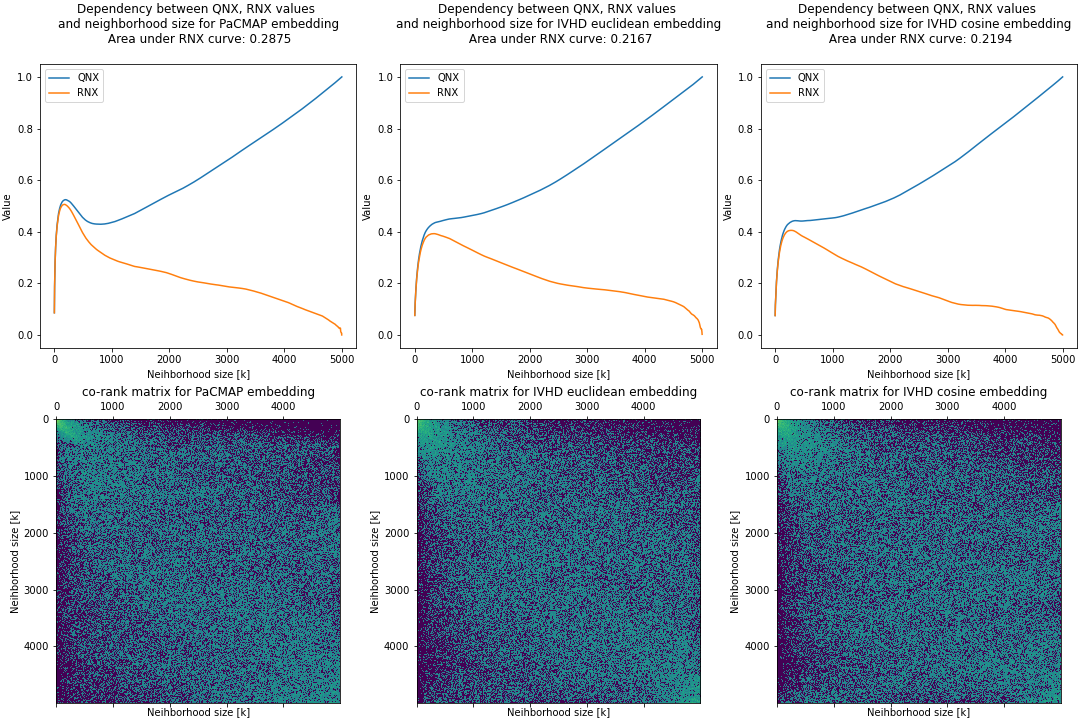 Dependency between QNX, RNX values
and neighborhood size for PaCMAP embedding
Area under RNX curve: 0.2875
1.0
0.8
0.6
0.4
0.2
0.0
Value
QNX
RNX
0 1000 2000 3000 4000 5000
Neihborhood size [k]
Dependency between QNX, RNX values
and neighborhood size for IVHD euclidean embedding
Area under RNX curve: 0.2167
1.0
0.8
0.6
0.4
0.2
0.0
Value
QNX
RNX
0 1000 2000 3000 4000 5000
Neihborhood size [k]
Dependency between QNX, RNX values
and neighborhood size for IVHD cosine embedding
Area under RNX curve: 0.2194
1.0
0.8
0.6
0.4
0.2
0.0
Value
QNX
RNX
0 1000 2000 3000 4000 5000
Neihborhood size [k]
co-rank matrix for PaCMAP embedding
0 1000 2000 3000 4000
0
1000
2000
3000
4000
Neihborhood size [k]
Neihborhood size [k]
co-rank matrix for IVHD euclidean embedding
0 1000 2000 3000 4000
0
1000
2000
3000
4000
Neihborhood size [k]
Neihborhood size [k]
co-rank matrix for IVHD cosine embedding
0 1000 2000 3000 4000
0
1000
2000
3000
4000
Neihborhood size [k]
Neihborhood size [k]